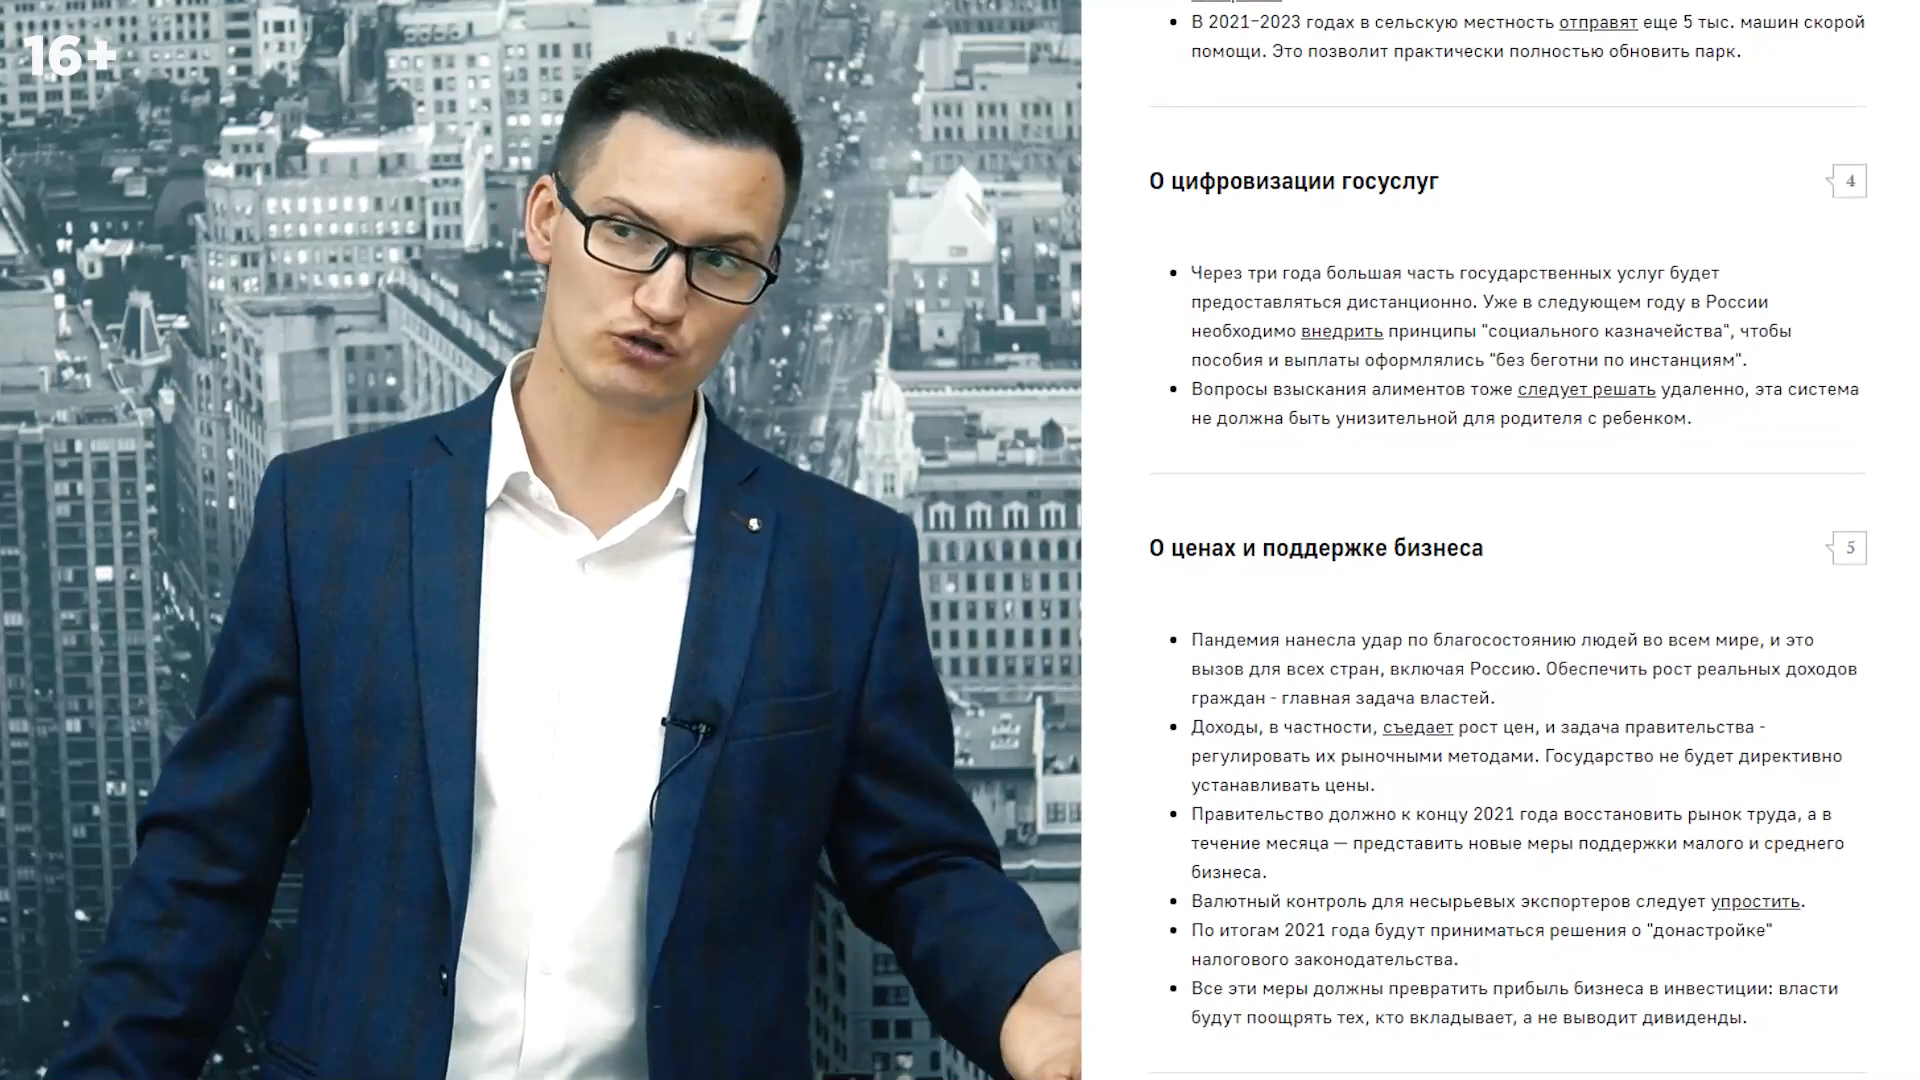 16+
В 2021–2023 годах в сельскую местность отправят еще 5 тыс. машин скорой
помощи. Это позволит практически полностью обновить парк.
О цифровизации госуслуг
4
Через три года большая часть государственных услуг будет
предоставляться дистанционно. Уже в следующем году в России
необходимо внедрить принципы "социального казначейства", чтобы
пособия и выплаты оформлялись "без беготни по инстанциям".
Вопросы взыскания алиментов тоже следует решать удаленно, эта система
не должна быть унизительной для родителя с ребенком.
О ценах и поддержке бизнеса
5
Пандемия нанесла удар по благосостоянию людей во всем мире, и это
вызов для всех стран, включая Россию. Обеспечить рост реальных доходов
граждан - главная задача властей.
Доходы, в частности, съедает рост цен, и задача правительства -
регулировать их рыночными методами. Государство не будет директивно
устанавливать цены.
Правительство должно к концу 2021 года восстановить рынок труда, а в
течение месяца — представить новые меры поддержки малого и среднего
бизнеса.
Валютный контроль для несырьевых экспортеров следует упростить.
По итогам 2021 года будут приниматься решения о "донастройке"
налогового законодательства.
Все эти меры должны превратить прибыль бизнеса в инвестиции: власти
будут поощрять тех, кто вкладывает, а не выводит дивиденды.